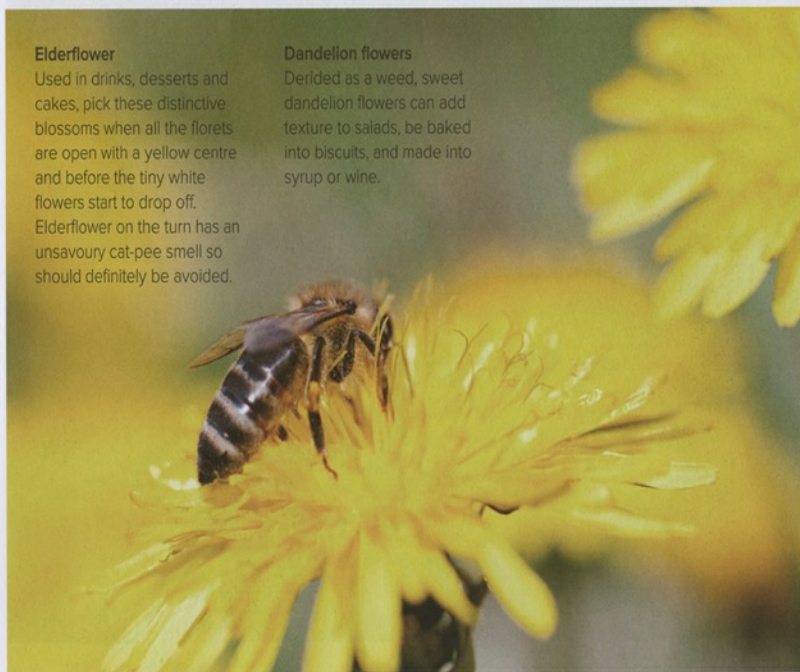 Elderflower
Used in drinks, desserts and
cakes, pick these distinctive
blossoms when all the florets
are open with a yellow centre
and before the tiny white
flowers start to drop off.
Elderflower on the turn has an
unsavoury cat-pee smell so
should definitely be avoided.
Dandelion flowers
Derided as a weed, sweet
dandelion flowers can add
texture to salads, be baked
into biscuits, and made into
syrup or wine.